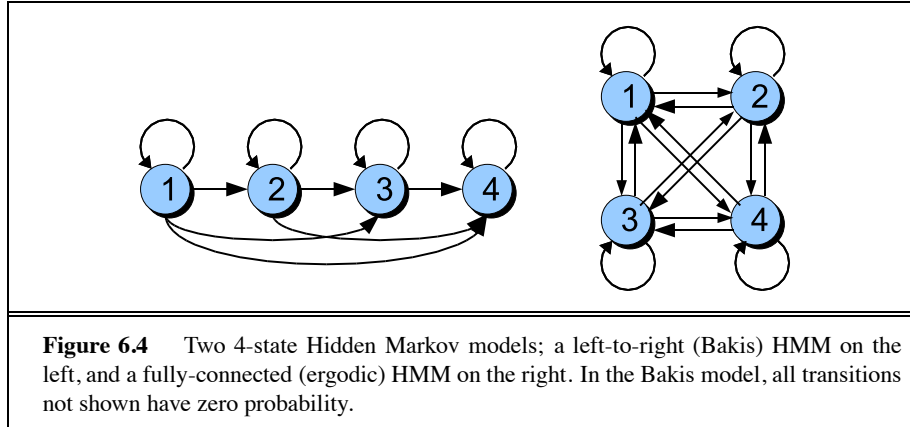 1 2
1 2 3 4
3 4
Figure 6.4 Two 4-state Hidden Markov models; a left-to-right (Bakis) HMM on the
left, and a fully-connected (ergodic) HMM on the right. In the Bakis model, all transitions
not shown have zero probability.